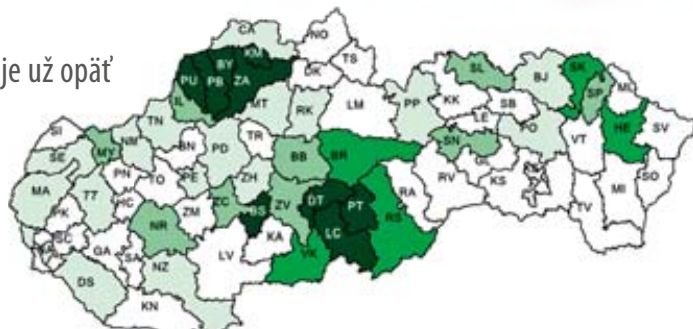 je už opäť
CA
NO
TS
KM
BY
DK
PU
PB
ZA
IL
MT
RK
LM
SL
BJ
SK
SP
ML
PP
KK
SB
LE
PO
HE
SV
VT
SI
SE
MY
NM
TN
BN
PD
TR
BB
BR
SN
GL
RV
KS
MI
SO
TV
MA
TT
PN
TO
PE
ZH
PK
HC
ZM
ZC
BS
ZV
DT
PT
RA
RS
SC
GA
SA
NR
LV
KA
VK
LC
DS
NZ
KN